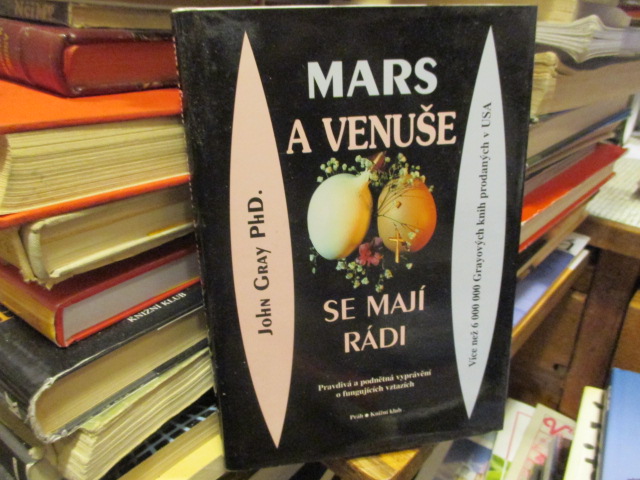 MARS
A VENUŠE
John Gray PhD.
Více než 6 000 000 Grayových knih prodaných v USA
SE MAJÍ
RÁDI
Pravdivá a podnětná vyprávění
o fungujících vztazích
Práh ■ Knižní klub
KNIŽNÍ KLUB